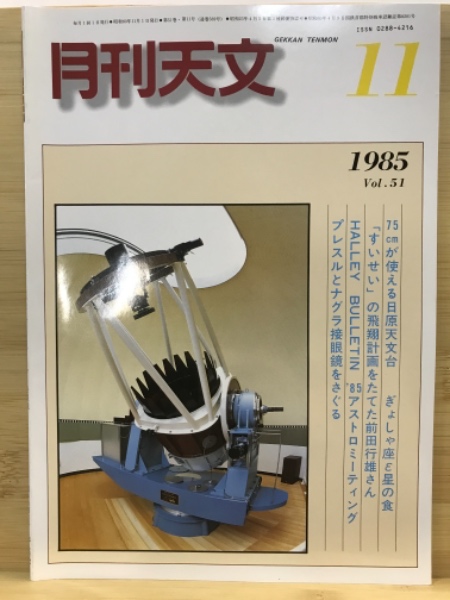 ISSN 0288-4216
GEKKAN TENMON
月刊天文
11
1985
Vol.51
75cmが使える日原天文台 ぎょしゃ座ε星の食
「すいせい」の飛翔計画をたてた前田行雄さん
HALLEY BULLETIN '85アストロミーティング
プレスルとナグラ接眼鏡をさぐる